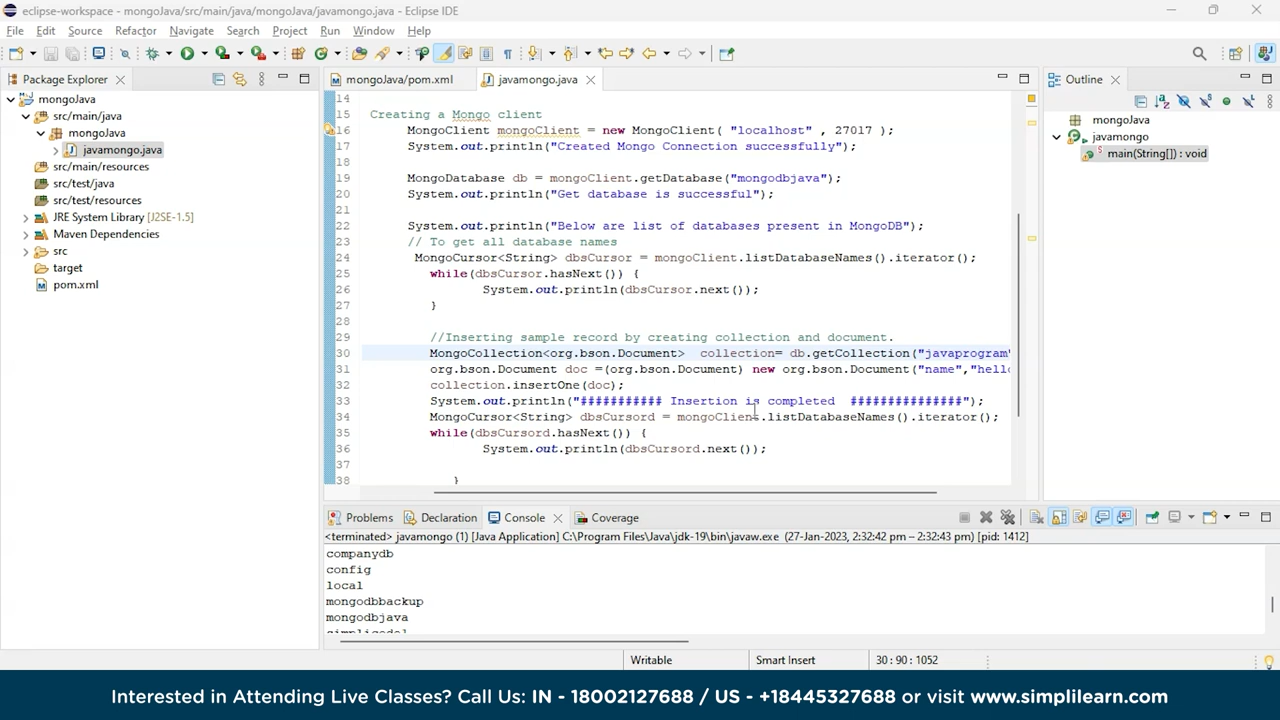 eclipse-workspace - mongoJava/src/main/java/mongoJava/javamongo.java - Eclipse IDE
File Edit Source Refactor Navigate Search Project Run Window Help
Package Explorer
mongoJava/pom.xml
javamongo.java
Outline
mongoJava
src/main/java
mongoJava
javamongo.java
src/main/resources
src/test/java
src/test/resources
JRE System Library [J2SE-1.5]
Maven Dependencies
src
target
pom.xml
14
15 Creating a Mongo client
16 MongoClient mongoClient = new MongoClient( "localhost" , 27017 );
17 System.out.println("Created Mongo Connection successfully");
18
19 MongoDatabase db = mongoClient.getDatabase("mongodbjava");
20 System.out.println("Get database is successful");
21
22 System.out.println("Below are list of databases present in MongoDB");
23 // To get all database names
24 MongoCursor<String> dbsCursor = mongoClient.listDatabaseNames().iterator();
25 while(dbsCursor.hasNext()) {
26 System.out.println(dbsCursor.next());
27 }
28
29 //Inserting sample record by creating collection and document.
30 MongoCollection<org.bson.Document> collection= db.getCollection("javaprogram"
31 org.bson.Document doc =(org.bson.Document) new org.bson.Document("name","hello
32 collection.insertOne(doc);
33 System.out.println("########### Insertion is completed ###############");
34 MongoCursor<String> dbsCursord = mongoClient.listDatabaseNames().iterator();
35 while(dbsCursord.hasNext()) {
36 System.out.println(dbsCursord.next());
37
38 }
mongoJava
javamongo
main(String[]) : void
Problems Declaration Console Coverage
<terminated> javamongo (1) [Java Application] C:\Program Files\Java\jdk-19\bin\javaw.exe (27-Jan-2023, 2:32:42 pm – 2:32:43 pm) [pid: 1412]
companydb
config
local
mongodbbackup
mongodbjava
Writable Smart Insert 30 : 90 : 1052
Interested in Attending Live Classes? Call Us: IN - 18002127688 / US - +18445327688 or visit www.simplilearn.com